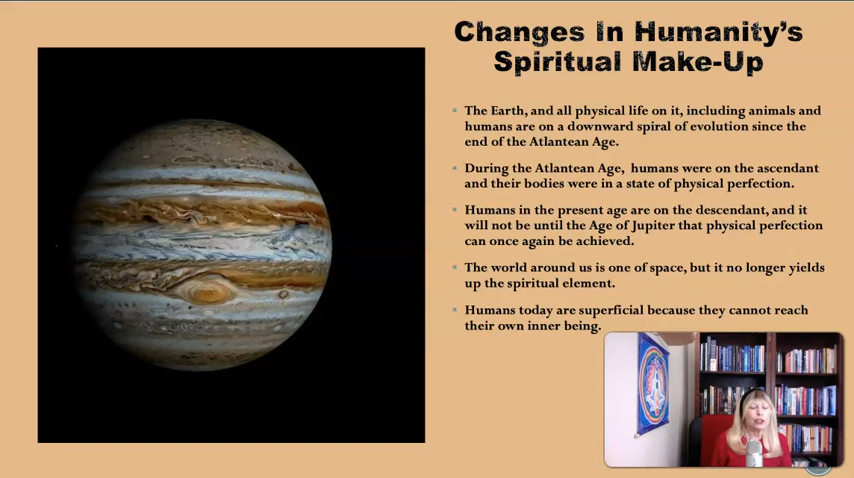 Changes In Humanity's
Spiritual Make-Up
The Earth, and all physical life on it, including animals and
humans are on a downward spiral of evolution since the
end of the Atlantean Age.
During the Atlantean Age, humans were on the ascendant
and their bodies were in a state of physical perfection.
Humans in the present age are on the descendant, and it
will not be until the Age of Jupiter that physical perfection
can once again be achieved.
The world around us is one of space, but it no longer yields
up the spiritual element.
Humans today are superficial because they cannot reach
their own inner being.